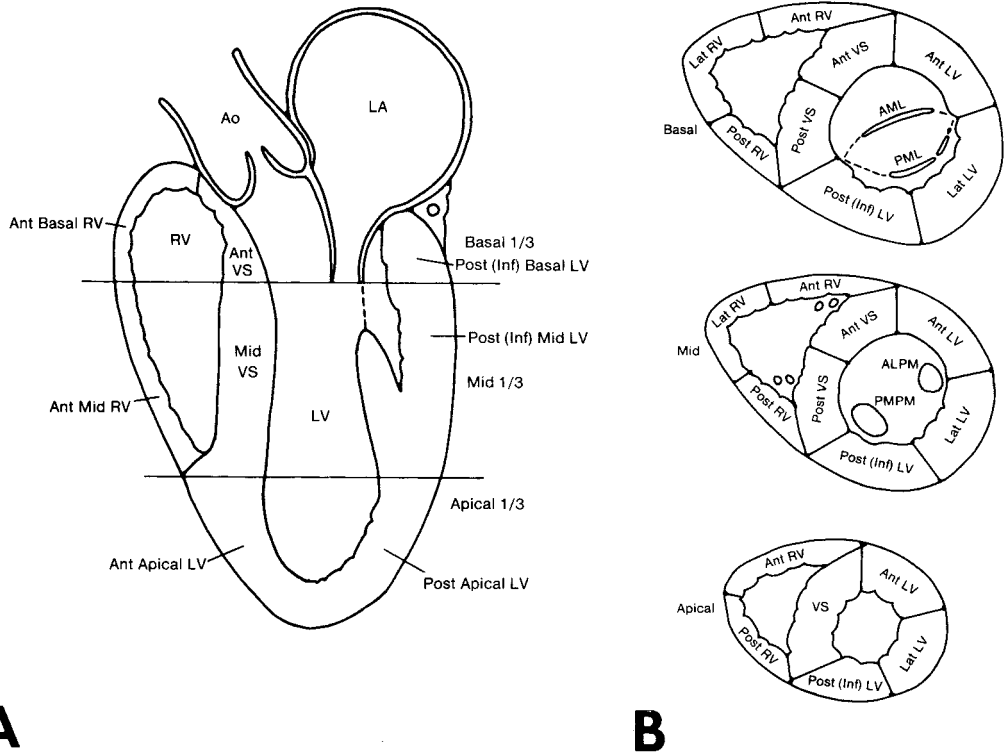 Ao
LA
Ant Basal RV
RV
Ant
VS
Basal 1/3
Post (Inf) Basal LV
Mid
VS
Post (Inf) Mid LV
Mid 1/3
Ant Mid RV
LV
Apical 1/3
Ant Apical LV
Post Apical LV
A
Basal
Lat RV
Ant RV
Ant VS
Ant LV
Post RV
Post VS
AML
PML
Post (Inf) LV
Lat LV
Mid
Lat RV
Ant RV
Ant VS
Ant LV
Post RV
Post VS
ALPM
PMPM
Post (Inf) LV
Lat LV
Apical
Ant RV
VS
Ant LV
Post RV
Post (Inf) LV
Lat LV
B